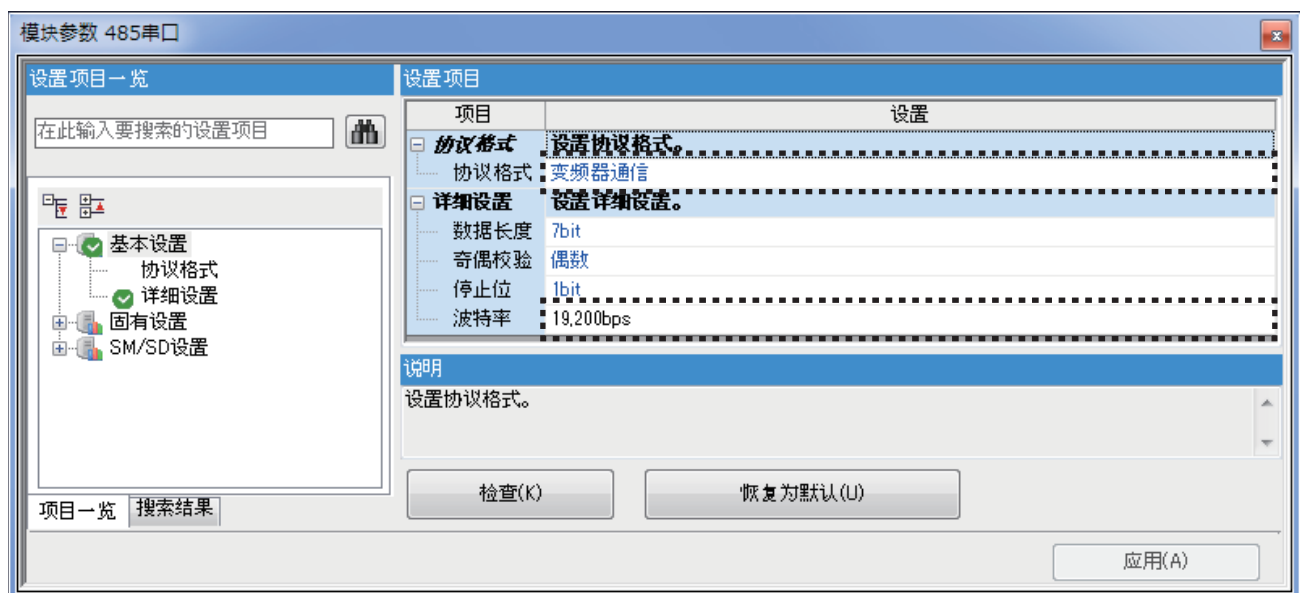 模块参数 485串口
设置项目一览
在此输入要搜索的设置项目
基本设置
协议格式
详细设置
固有设置
SM/SD设置
项目一览 搜索结果
设置项目
项目 设置
协议格式 设置协议格式。
协议格式 变频器通信
详细设置 设置详细设置。
数据长度 7bit
奇偶校验 偶数
停止位 1bit
波特率 19,200bps
说明
设置协议格式。
检查(K) 恢复为默认(U)
应用(A)